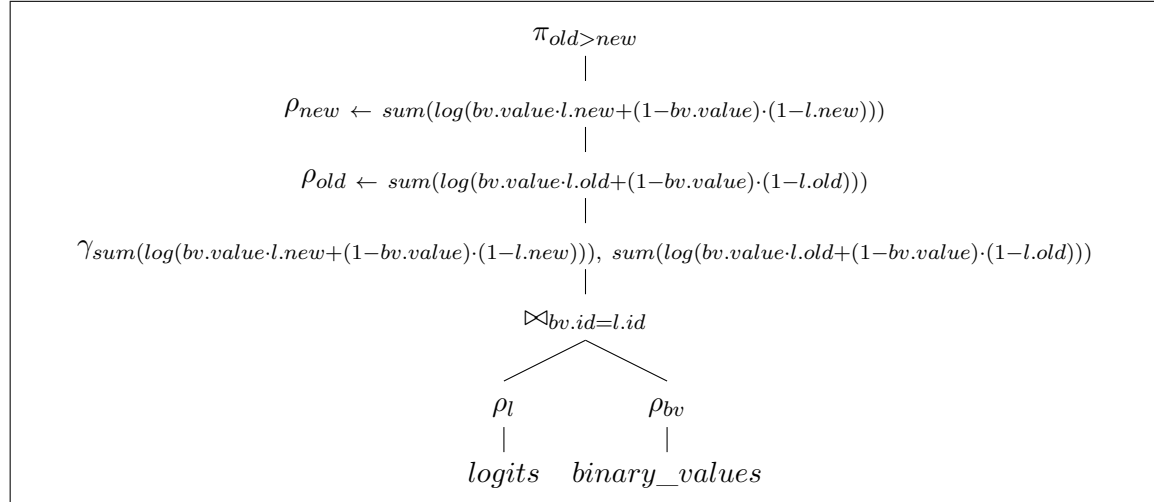 π_{old>new}
ρ_{new ← sum(log(bv.value·l.new+(1−bv.value)·(1−l.new)))}
ρ_{old ← sum(log(bv.value·l.old+(1−bv.value)·(1−l.old)))}
γ_{sum(log(bv.value·l.new+(1−bv.value)·(1−l.new))), sum(log(bv.value·l.old+(1−bv.value)·(1−l.old)))}
⋈_{bv.id=l.id}
ρ_l ρ_{bv}
logits binary_values